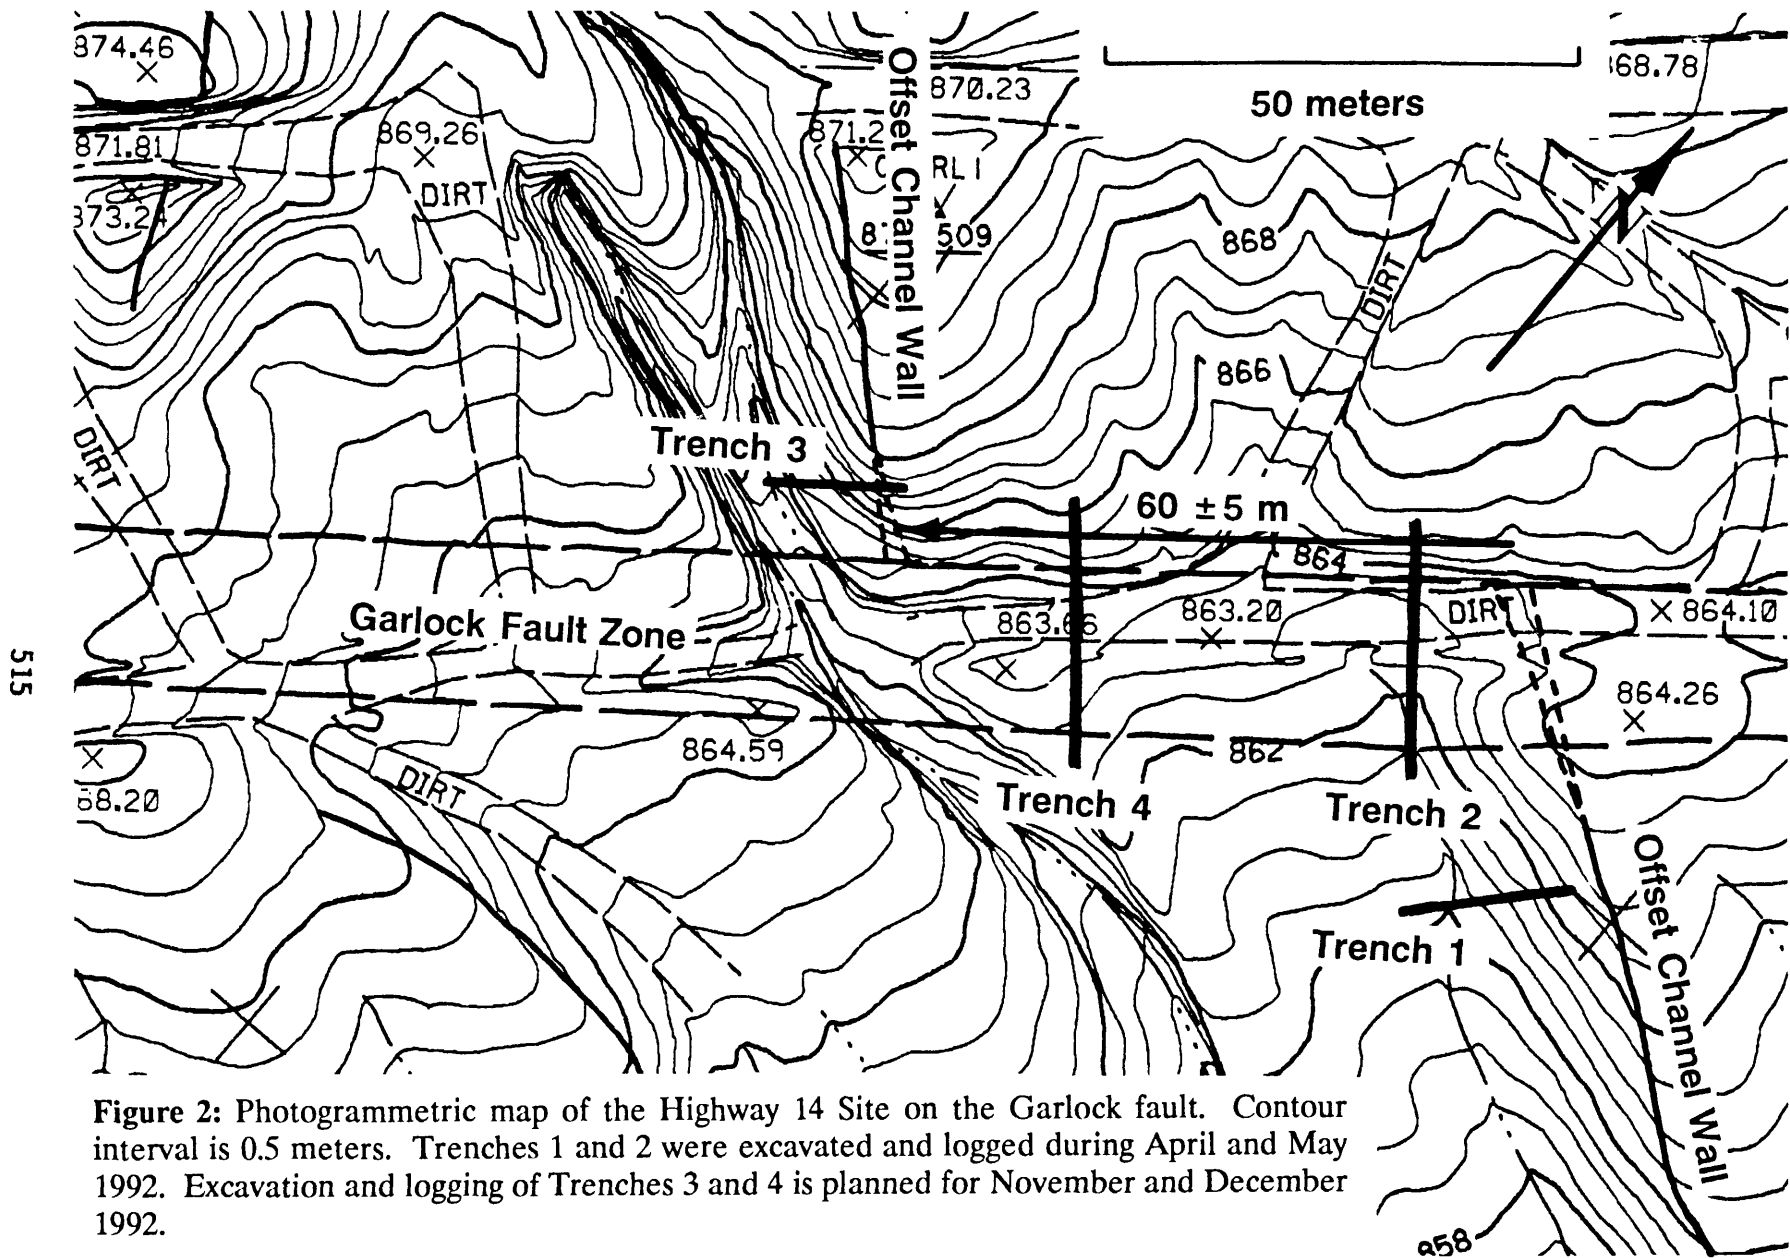 874.46
870.23
868.78
50 meters
871.81
869.26
871.2
Offset Channel Wall
RLI
DIRT
873.24
509
N
868
DIRT
866
DIRT
Trench 3
60 ± 5 m
864
Garlock Fault Zone
863.66
863.20
DIRT
864.10
864.26
864.59
862
DIRT
68.20
Trench 4
Trench 2
Offset Channel Wall
Trench 1
858
515
Figure 2: Photogrammetric map of the Highway 14 Site on the Garlock fault. Contour
interval is 0.5 meters. Trenches 1 and 2 were excavated and logged during April and May
1992. Excavation and logging of Trenches 3 and 4 is planned for November and December
1992.